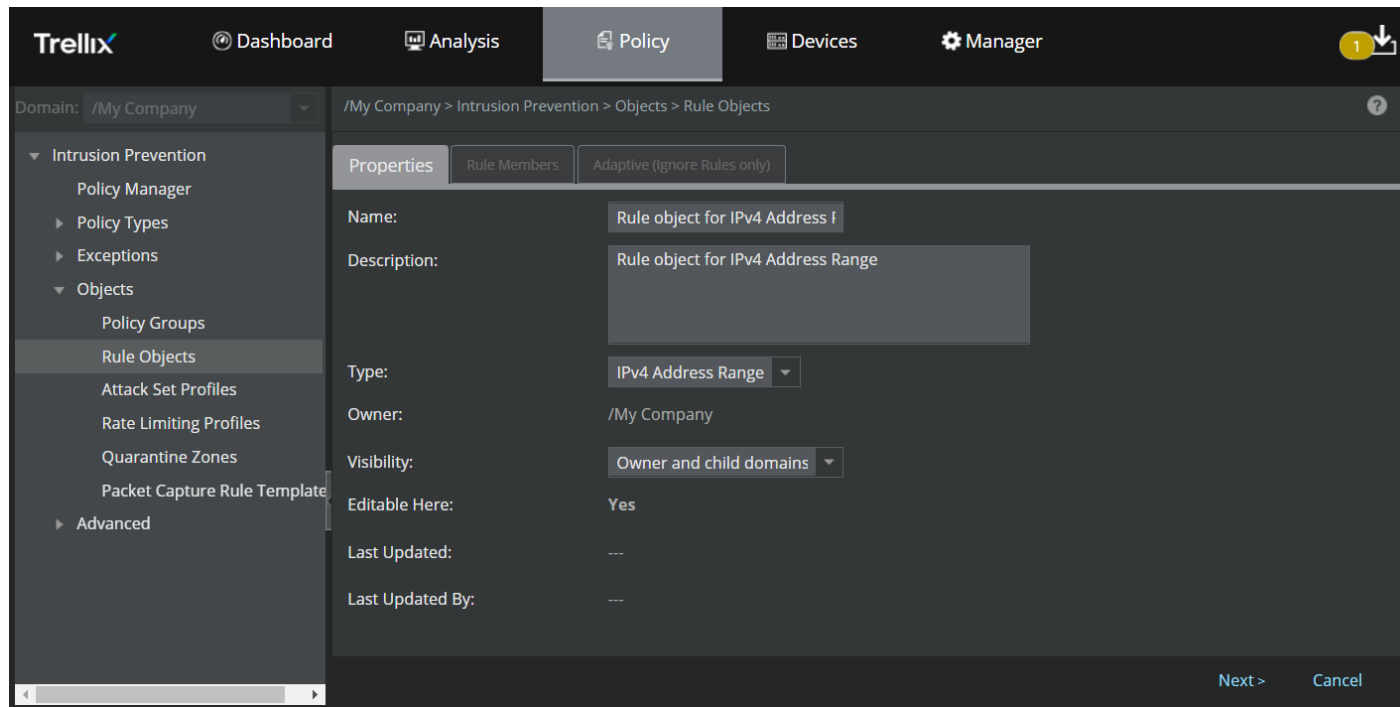 Trellix Dashboard Analysis Policy Devices Manager 1
Domain: /My Company
/My Company > Intrusion Prevention > Objects > Rule Objects ?
Intrusion Prevention
Policy Manager
Policy Types
Exceptions
Objects
Policy Groups
Rule Objects
Attack Set Profiles
Rate Limiting Profiles
Quarantine Zones
Packet Capture Rule Template
Advanced
Properties Rule Members Adaptive (Ignore Rules only)
Name: Rule object for IPv4 Address
Description: Rule object for IPv4 Address Range
Type: IPv4 Address Range
Owner: /My Company
Visibility: Owner and child domains
Editable Here: Yes
Last Updated: ---
Last Updated By: ---
Next > Cancel